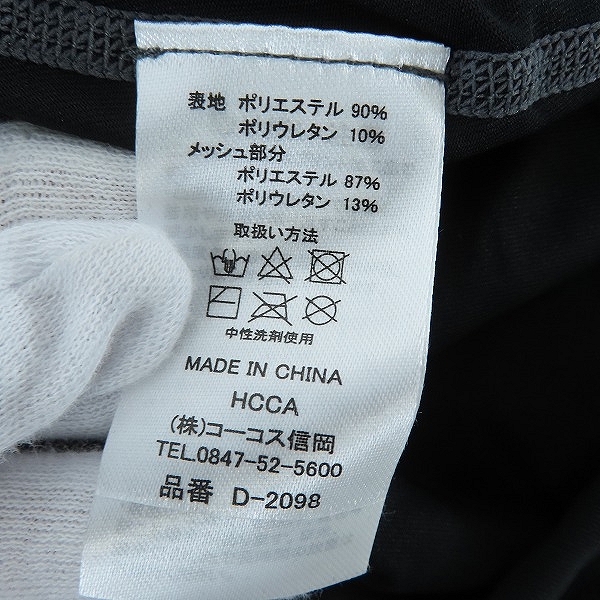 表地 ポリエステル 90%
ポリウレタン 10%
メッシュ部分
ポリエステル 87%
ポリウレタン 13%
取扱い方法
中性洗剤使用
MADE IN CHINA
HCCA
(株)コーコス信岡
TEL.0847-52-5600
品番 D-2098